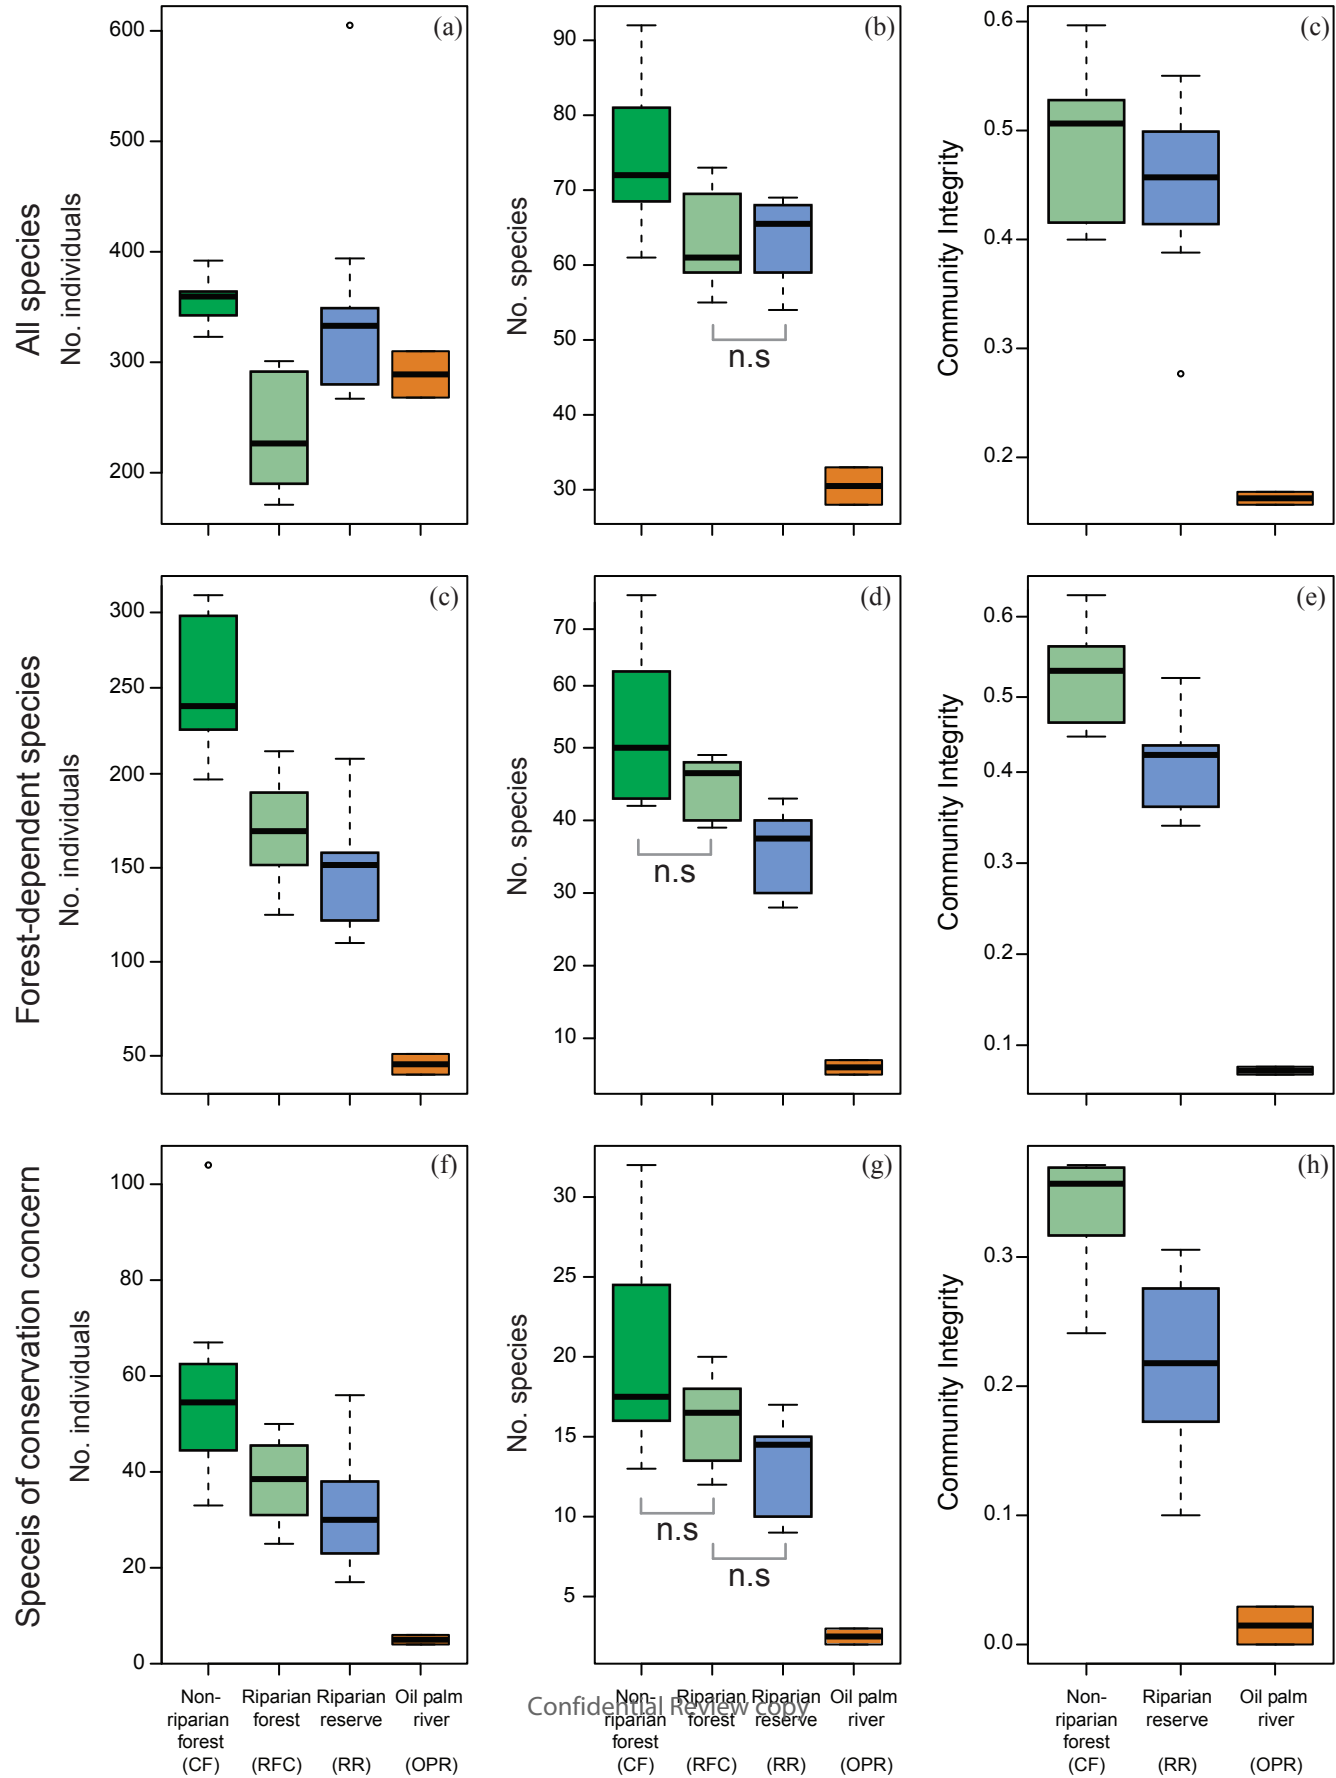 All species
No. individuals
600
500
400
300
200
(a)
No. species
90
80
70
60
50
40
30
(b)
n.s
Community Integrity
0.6
0.5
0.4
0.3
0.2
(c)
Forest-dependent species
No. individuals
300
250
200
150
100
50
(c)
No. species
70
60
50
40
30
20
10
(d)
n.s
Community Integrity
0.6
0.5
0.4
0.3
0.2
0.1
(e)
Speceis of conservation concern
No. individuals
100
80
60
40
20
0
(f)
No. species
30
25
20
15
10
5
(g)
n.s
n.s
Community Integrity
0.3
0.2
0.1
0.0
(h)
Non-
riparian
forest
(CF)
Riparian
forest
(RFC)
Riparian
reserve
(RR)
Oil palm
river
(OPR)
Non-
riparian
forest
(CF)
Riparian
forest
(RFC)
Riparian
reserve
(RR)
Oil palm
river
(OPR)
Non-
riparian
forest
(CF)
Riparian
reserve
(RR)
Oil palm
river
(OPR)
Confidential Review copy